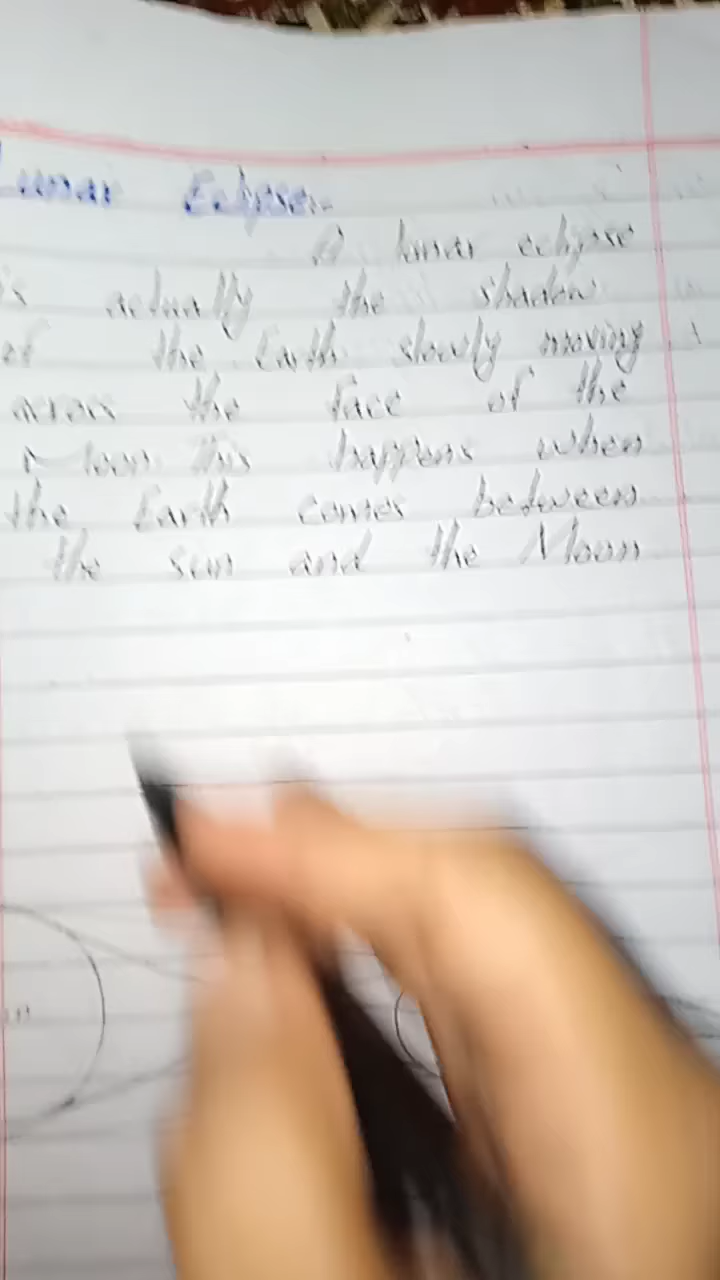 Lunar Eclipse:-
A lunar eclipse
is actually the shadow
of the Earth slowly moving
across the face of the
Moon this happens when
the Earth comes between
the sun and the Moon